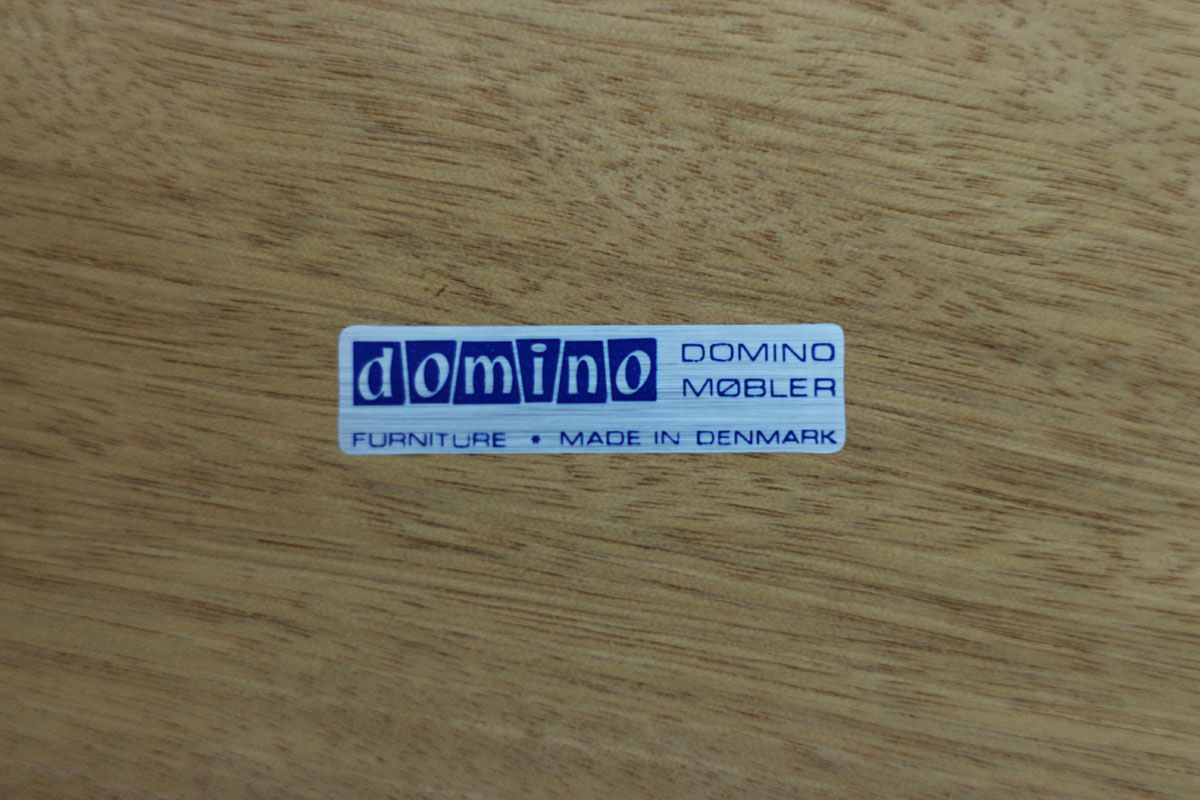 domino
DOMINO
MØBLER
FURNITURE * MADE IN DENMARK